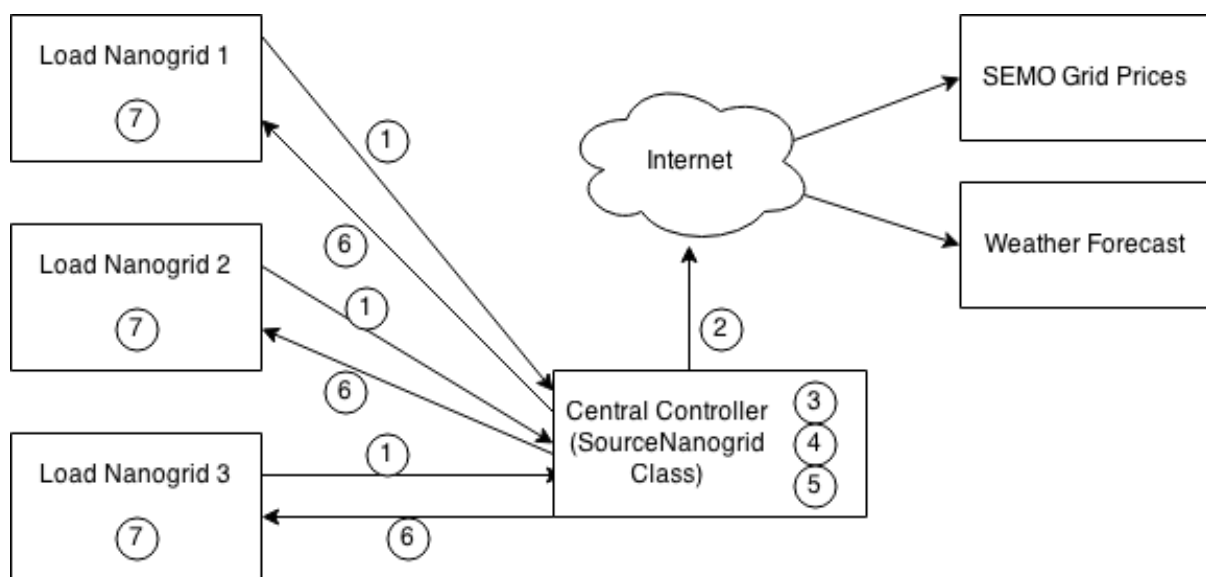 Load Nanogrid 1
7
1
6
Load Nanogrid 2
7
1
6
Load Nanogrid 3
7
1
6
Internet
2
Central Controller
(SourceNanogrid
Class)
3
4
5
SEMO Grid Prices
Weather Forecast